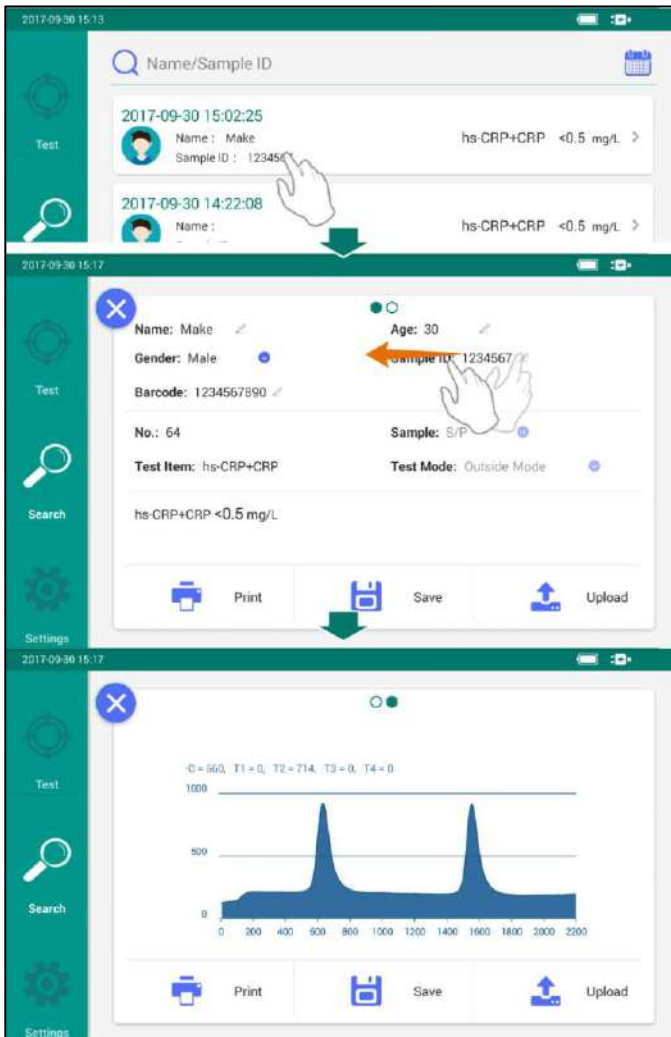 2017-09-30 15:13
Name/Sample ID
2017-09-30 15:02:25
Name : Make
hs-CRP+CRP <0.5 mg/L
Sample ID : 123456
Test
2017-09-30 14:22:08
Name :
hs-CRP+CRP <0.5 mg/L
2017-09-30 15:17
Name: Make
Age: 30
Gender: Male
Sample ID: 1234567
Barcode: 1234567890
Test
No.: 64
Sample: S/P
Test Item: hs-CRP+CRP
Test Mode: Outside Mode
Search
hs-CRP+CRP <0.5 mg/L
Print
Save
Upload
Settings
2017-09-30 15:17
C = 560, T1 = 0, T2 = 714, T3 = 0, T4 = 0
Test
1000
500
0
0 200 400 600 800 1000 1200 1400 1600 1800 2000 2200
Search
Print
Save
Upload
Settings